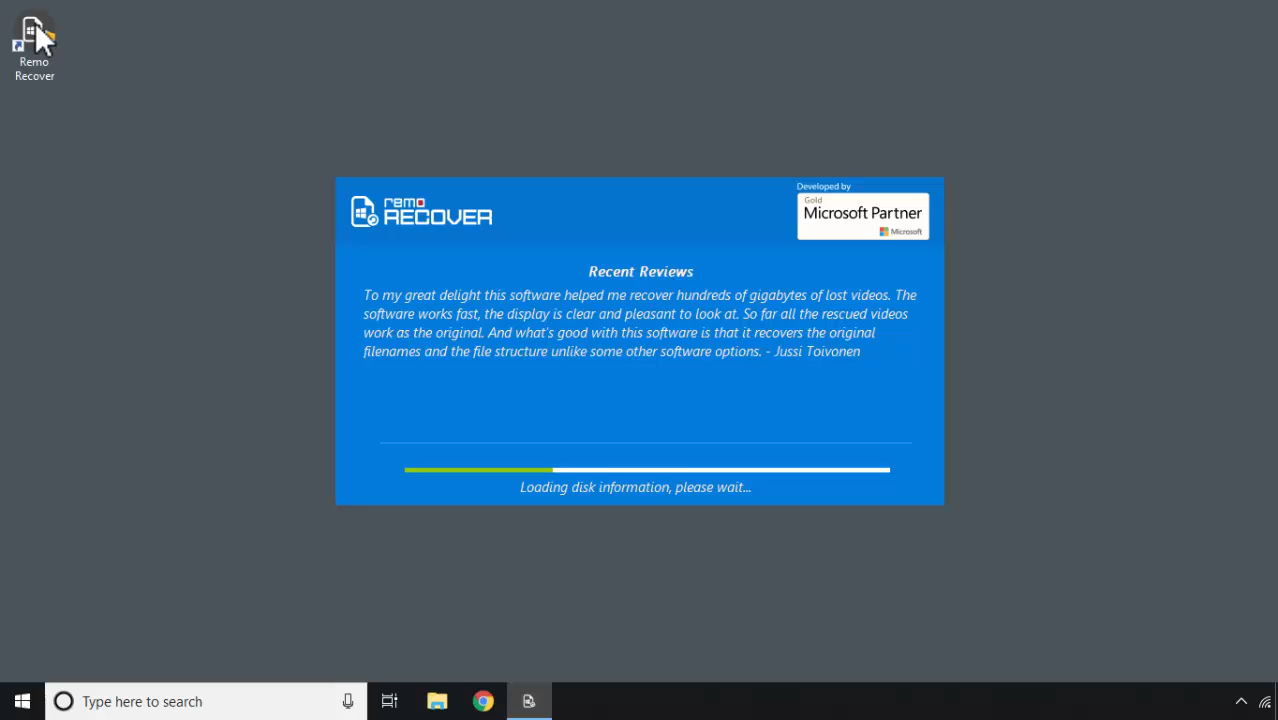 Remo
Recover
remo
RECOVER
Developed by
Gold
Microsoft Partner
Microsoft
Recent Reviews
To my great delight this software helped me recover hundreds of gigabytes of lost videos. The
software works fast, the display is clear and pleasant to look at. So far all the rescued videos
work as the original. And what's good with this software is that it recovers the original
filenames and the file structure unlike some other software options. - Jussi Toivonen
Loading disk information, please wait...
Type here to search